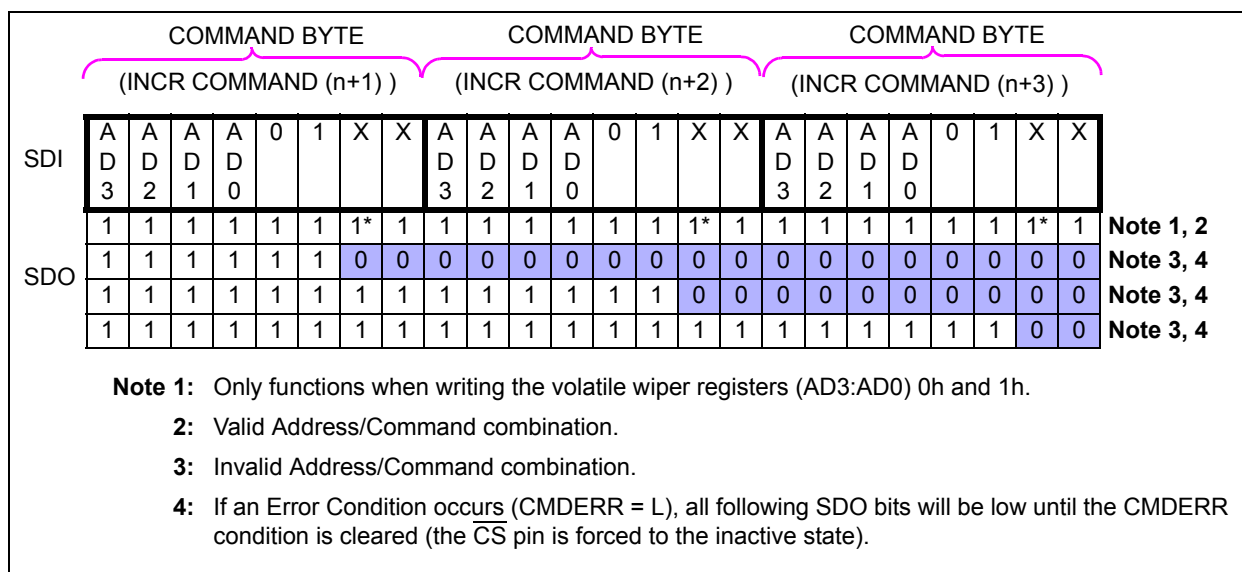 COMMAND BYTE COMMAND BYTE COMMAND BYTE
(INCR COMMAND (n+1) ) (INCR COMMAND (n+2) ) (INCR COMMAND (n+3) )
SDI
A A A A 0 1 X X A A A A 0 1 X X A A A A 0 1 X X
D D D D D D D D D D D D
3 2 1 0 3 2 1 0 3 2 1 0
SDO
1 1 1 1 1 1 1* 1 1 1 1 1 1 1 1* 1 1 1 1 1 1 1 1* 1 Note 1, 2
1 1 1 1 1 1 0 0 0 0 0 0 0 0 0 0 0 0 0 0 0 0 0 0 Note 3, 4
1 1 1 1 1 1 1 1 1 1 1 1 1 1 0 0 0 0 0 0 0 0 0 0 Note 3, 4
1 1 1 1 1 1 1 1 1 1 1 1 1 1 1 1 1 1 1 1 1 1 0 0 Note 3, 4
Note 1: Only functions when writing the volatile wiper registers (AD3:AD0) 0h and 1h.
2: Valid Address/Command combination.
3: Invalid Address/Command combination.
4: If an Error Condition occurs (CMDERR = L), all following SDO bits will be low until the CMDERR
condition is cleared (the CS pin is forced to the inactive state).